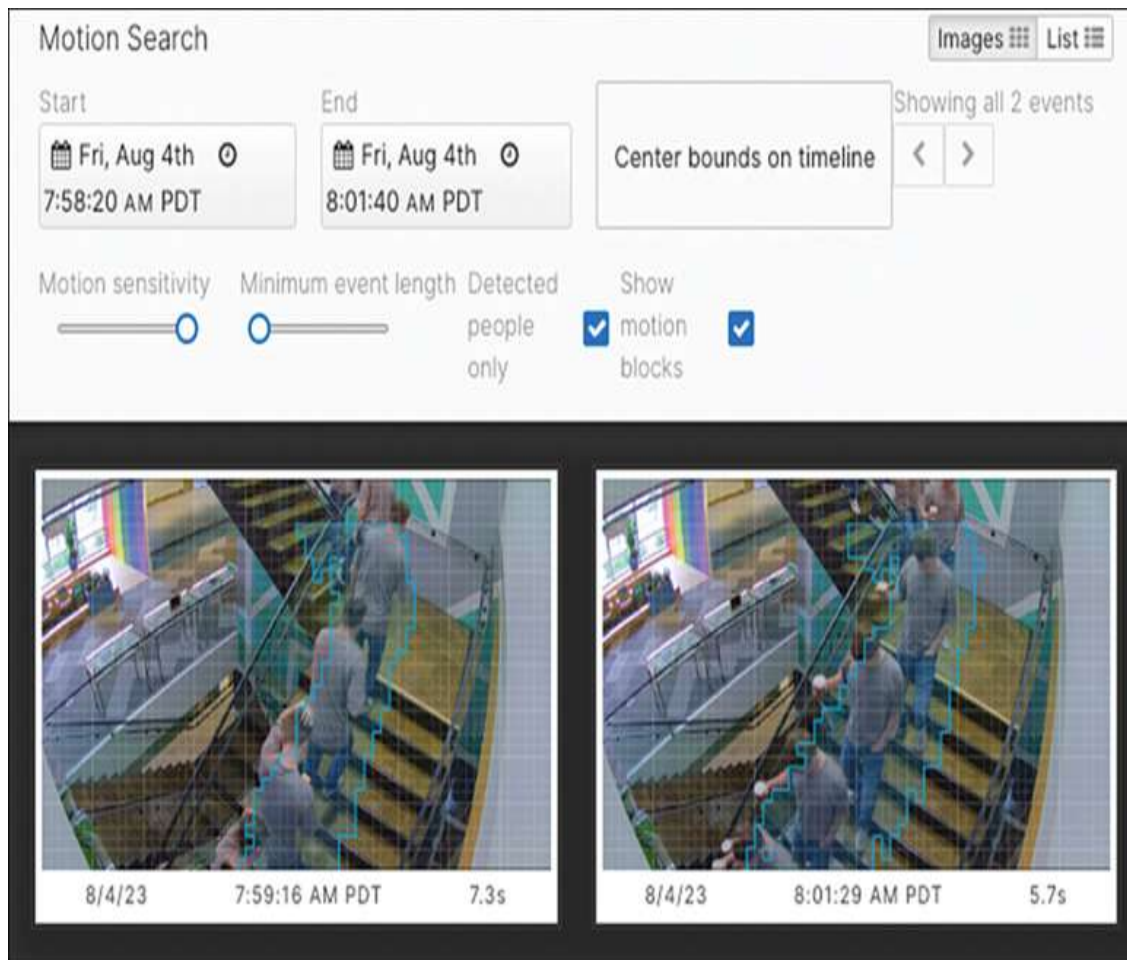 Motion Search
Images
List
Start
End
Showing all 2 events
Fri, Aug 4th
7:58:20 AM PDT
Fri, Aug 4th
8:01:40 AM PDT
Center bounds on timeline
Motion sensitivity
Minimum event length
Detected
people
only
Show
motion
blocks
8/4/23 7:59:16 AM PDT 7.3s
8/4/23 8:01:29 AM PDT 5.7s